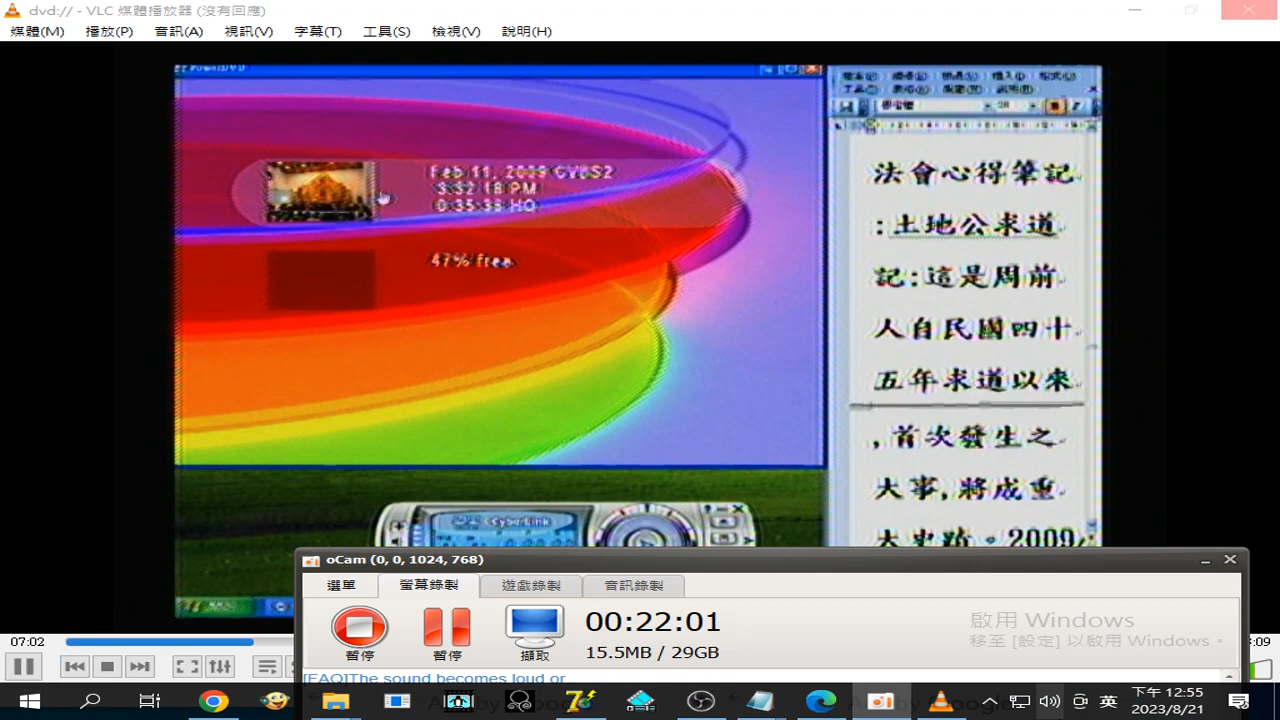 dvd:// - VLC 媒體播放器 (沒有回應)
媒體(M) 播放(P) 音訊(A) 視訊(V) 字幕(T) 工具(S) 檢視(V) 說明(H)
PowerDVD
Feb 11, 2009 CVBS2
3:32:18 PM
0:35:38 HQ
47% free
法會心得筆記
:土地公求道
記:這是周前
人自民國四十
五年求道以來
,首次發生之
大事,將成重
大史蹟。2009/
CyberLink
oCam (0, 0, 1024, 768)
選單 螢幕錄製 遊戲錄製 音訊錄製
暫停 暫停 擷取
00:22:01
15.5MB / 29GB
啟用 Windows
移至 [設定] 以啟用 Windows。
07:02
:09
[FAQ]The sound becomes loud or
英
下午 12:55
2023/8/21